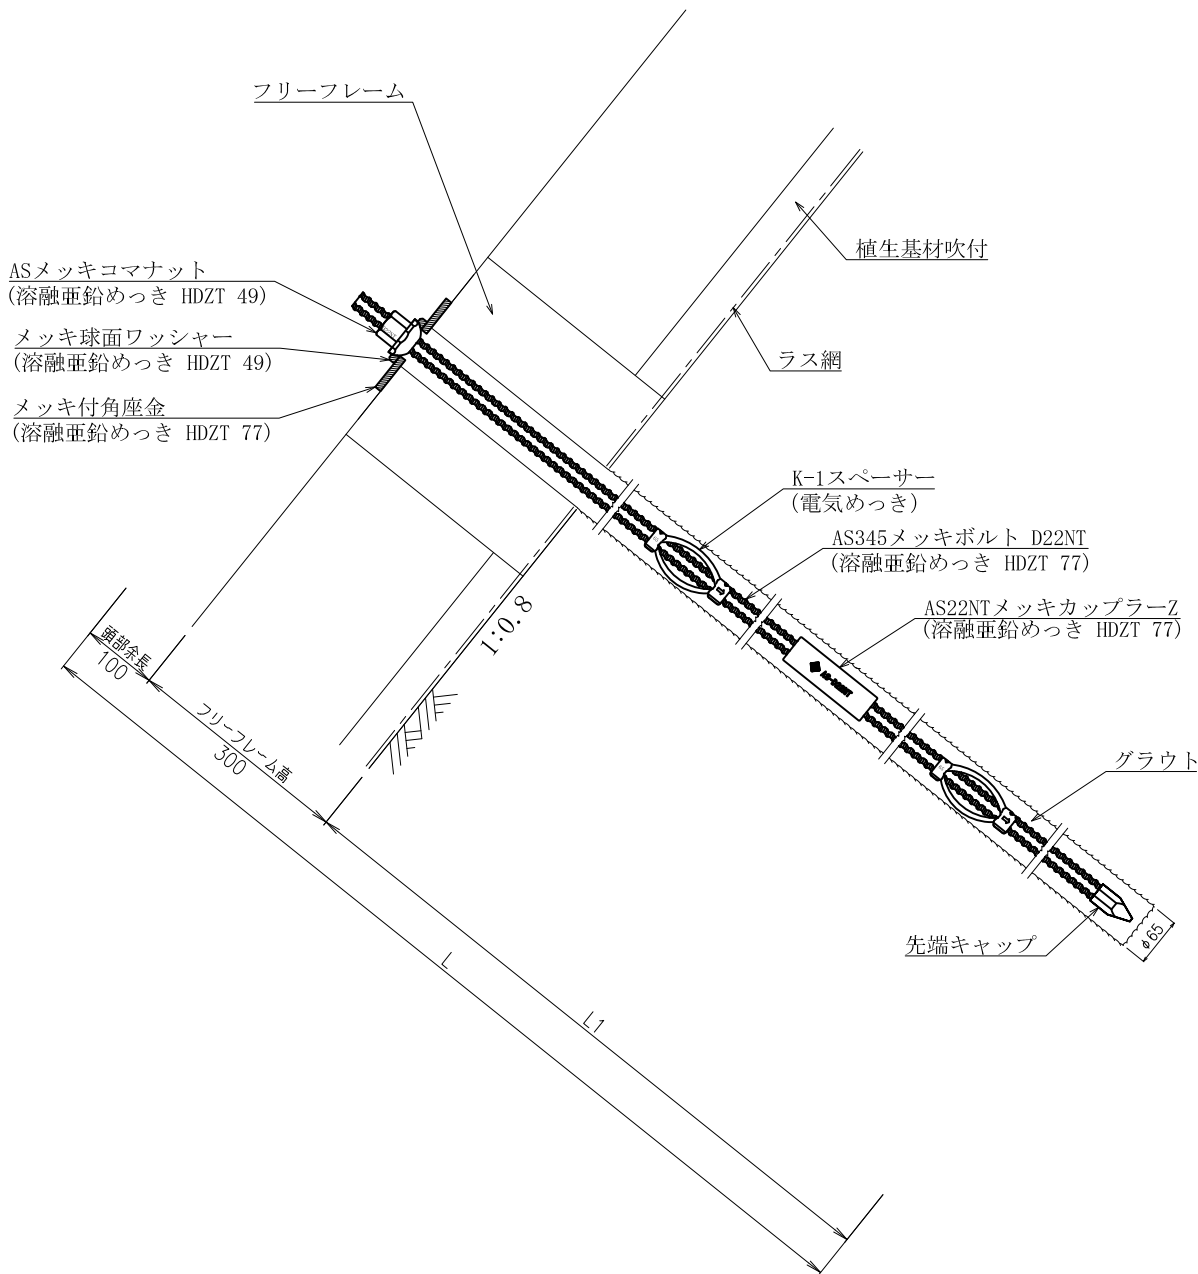 フリーフレーム
植生基材吹付
ASメッキコマナット
(溶融亜鉛めっき HDZT 49)
メッキ球面ワッシャー
(溶融亜鉛めっき HDZT 49)
ラス網
メッキ付角座金
(溶融亜鉛めっき HDZT 77)
K-1スペーサー
(電気めっき)
AS345メッキボルト D22NT
(溶融亜鉛めっき HDZT 77)
AS22NTメッキカップラーZ
(溶融亜鉛めっき HDZT 77)
1:0.8
頭部余長
100
フリーフレーム高
300
グラウト
先端キャップ
φ65
L
L1